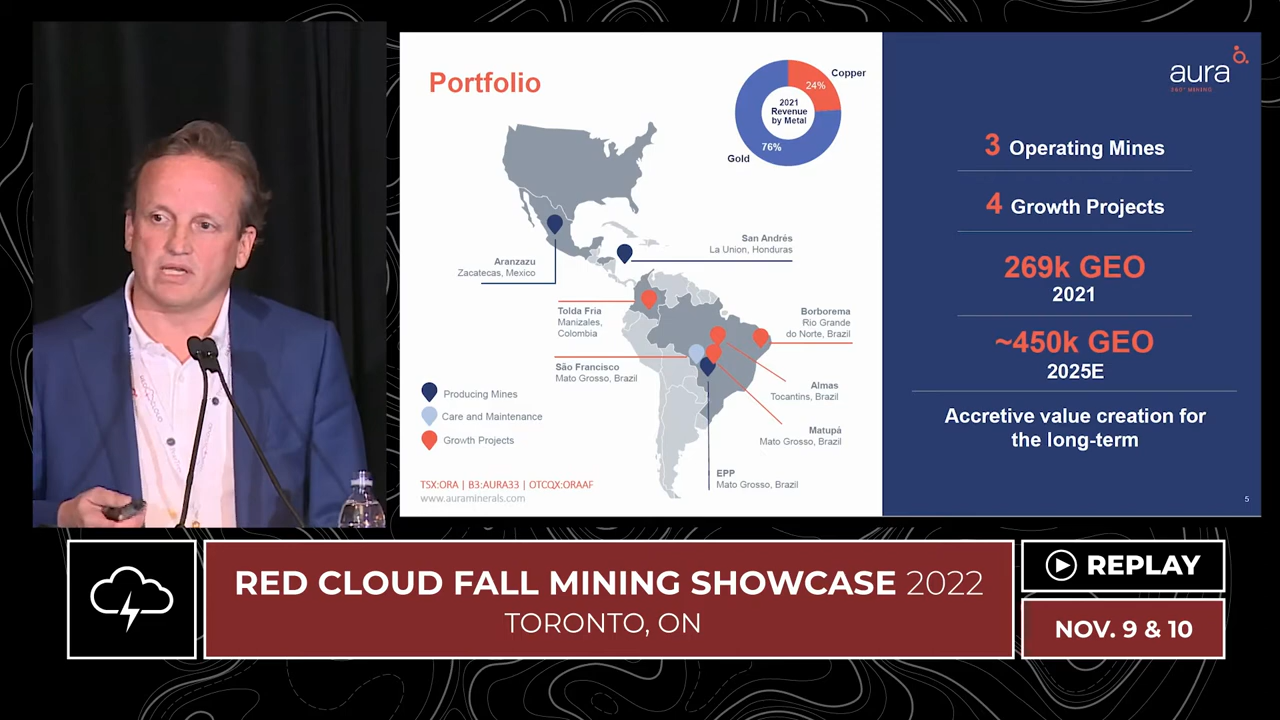 Portfolio
Copper
24%
2021
Revenue
by Metal
76%
Gold
San Andrés
La Union, Honduras
Aranzazu
Zacatecas, Mexico
Tolda Fria
Manizales,
Colombia
Borborema
Rio Grande
do Norte, Brazil
São Francisco
Mato Grosso, Brazil
Almas
Tocantins, Brazil
Matupá
Mato Grosso, Brazil
EPP
Mato Grosso, Brazil
Producing Mines
Care and Maintenance
Growth Projects
TSX:ORA | B3:AURA33 | OTCQX:ORAAF
www.auraminerals.com
aura
360° MINING
3 Operating Mines
4 Growth Projects
269k GEO
2021
~450k GEO
2025E
Accretive value creation for
the long-term
5
RED CLOUD FALL MINING SHOWCASE 2022
TORONTO, ON
REPLAY
NOV. 9 & 10